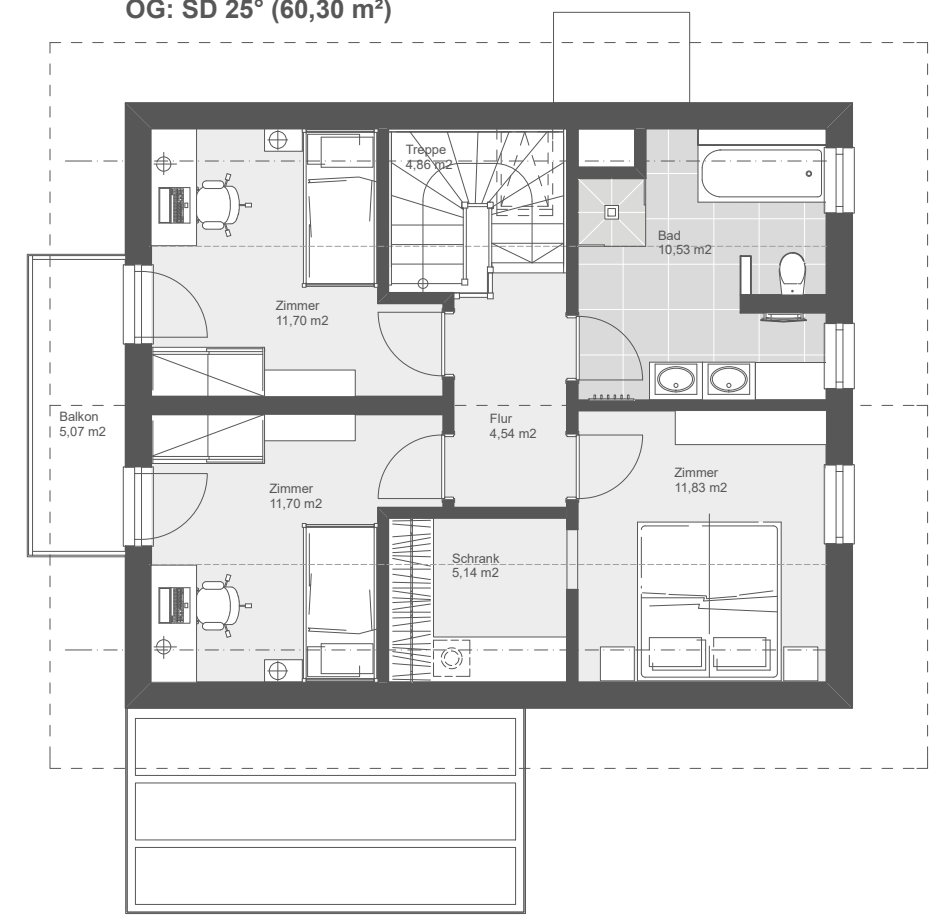 OG: SD 25° (60,30 m²)
Treppe
4,86 m2
Bad
10,53 m2
Zimmer
11,70 m2
Balkon
5,07 m2
Flur
4,54 m2
Zimmer
11,70 m2
Zimmer
11,83 m2
Schrank
5,14 m2